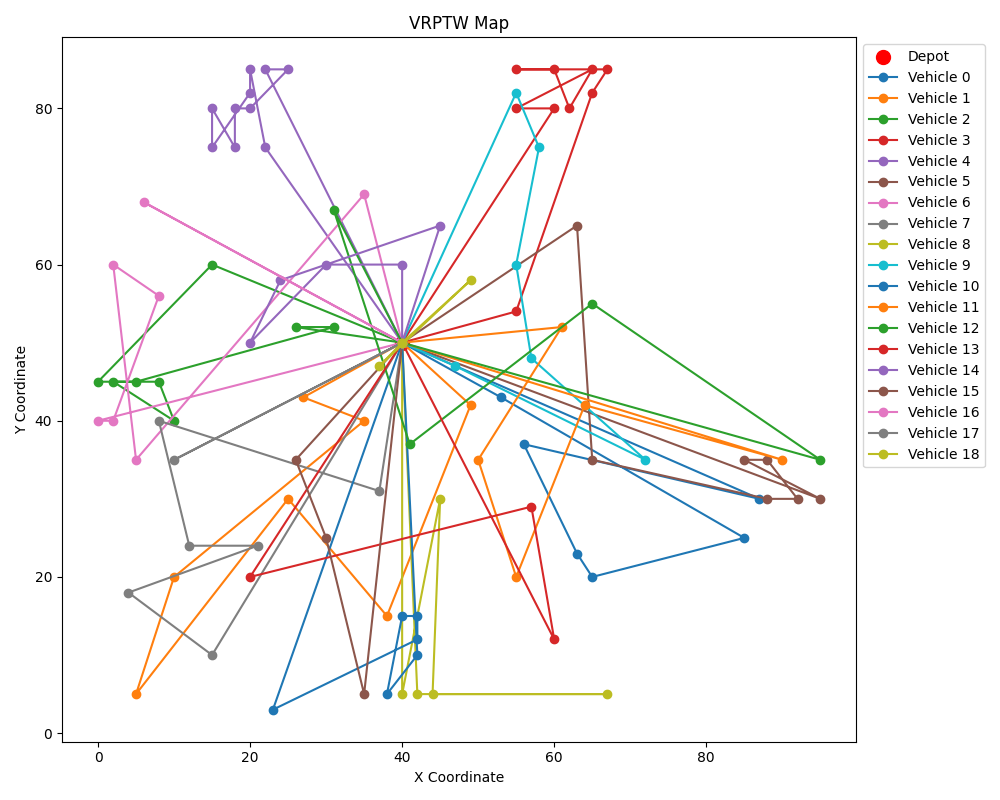 VRPTW Map
Y Coordinate
80
60
40
20
0
0 20 40 60 80
X Coordinate
Depot
Vehicle 0
Vehicle 1
Vehicle 2
Vehicle 3
Vehicle 4
Vehicle 5
Vehicle 6
Vehicle 7
Vehicle 8
Vehicle 9
Vehicle 10
Vehicle 11
Vehicle 12
Vehicle 13
Vehicle 14
Vehicle 15
Vehicle 16
Vehicle 17
Vehicle 18